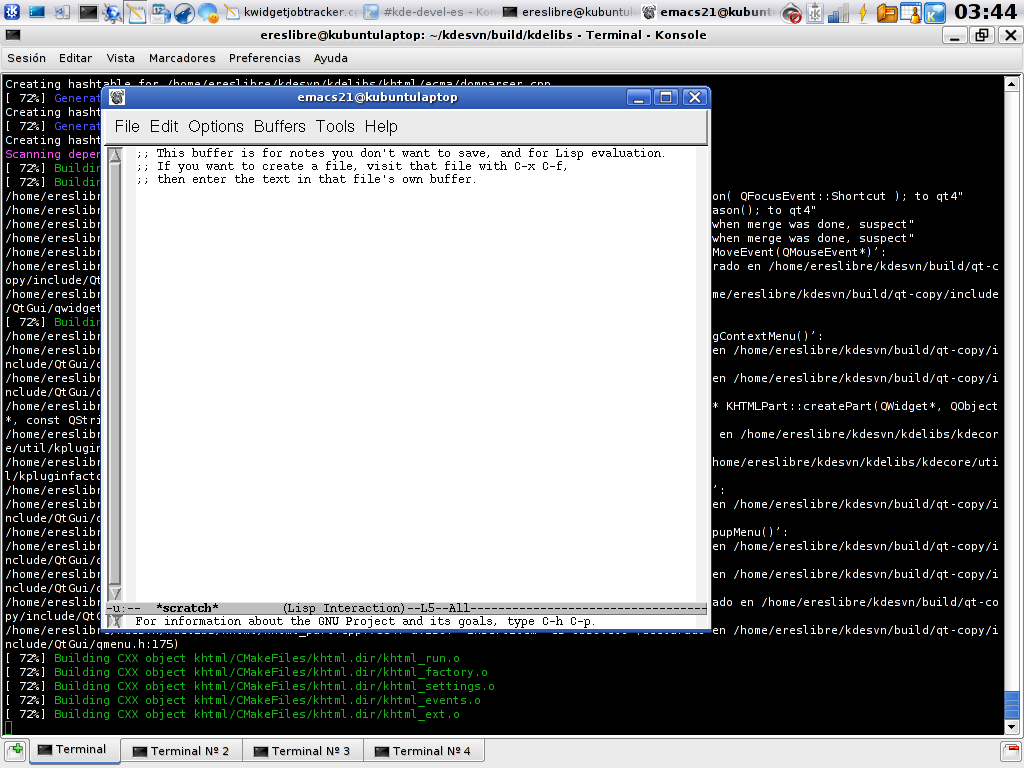 kwidgetjobtracker.c
#kde-devel-es - Kon
ereslibre@kubuntul
emacs21@kubunt
03:44
ereslibre@kubuntulaptop: ~/kdesvn/build/kdelibs - Terminal - Konsole
Sesión Editar Vista Marcadores Preferencias Ayuda
Creating hashtable for /home/ereslibre/kdesvn/kdelibs/khtml/ecma/domparser.cpp
[ 72%] Generat
Creating hasht
[ 72%] Generat
Creating hasht
Scanning depen
[ 72%] Buildin
[ 72%] Buildin
/home/ereslibr on( QFocusEvent::Shortcut ); to qt4"
/home/ereslibr ason(); to qt4"
/home/ereslibr when merge was done, suspect"
/home/ereslibr when merge was done, suspect"
/home/ereslibr MoveEvent(QMouseEvent*)’:
/home/ereslibr rado en /home/ereslibre/kdesvn/build/qt-c
opy/include/Qt
/home/ereslibr me/ereslibre/kdesvn/build/qt-copy/include
/QtGui/qwidget
[ 72%] Buildin
/home/ereslibr gContextMenu()’:
/home/ereslibr en /home/ereslibre/kdesvn/build/qt-copy/i
nclude/QtGui/q
/home/ereslibr en /home/ereslibre/kdesvn/build/qt-copy/i
nclude/QtGui/q
/home/ereslibr * KHTMLPart::createPart(QWidget*, QObject
*, const QStri
/home/ereslibr en /home/ereslibre/kdesvn/kdelibs/kdecor
e/util/kplugin
/home/ereslibr home/ereslibre/kdesvn/kdelibs/kdecore/uti
l/kpluginfacto
/home/ereslibr ’:
/home/ereslibr en /home/ereslibre/kdesvn/build/qt-copy/i
nclude/QtGui/q
/home/ereslibr pupMenu()’:
/home/ereslibr en /home/ereslibre/kdesvn/build/qt-copy/i
nclude/QtGui/q
/home/ereslibr en /home/ereslibre/kdesvn/build/qt-copy/i
nclude/QtGui/q
/home/ereslibr rado en /home/ereslibre/kdesvn/build/qt-c
opy/include/Qt
/home/ereslibr en /home/ereslibre/kdesvn/build/qt-copy/i
nclude/QtGui/qmenu.h:175)
[ 72%] Building CXX object khtml/CMakeFiles/khtml.dir/khtml_run.o
[ 72%] Building CXX object khtml/CMakeFiles/khtml.dir/khtml_factory.o
[ 72%] Building CXX object khtml/CMakeFiles/khtml.dir/khtml_settings.o
[ 72%] Building CXX object khtml/CMakeFiles/khtml.dir/khtml_events.o
[ 72%] Building CXX object khtml/CMakeFiles/khtml.dir/khtml_ext.o
emacs21@kubuntulaptop
File Edit Options Buffers Tools Help
;; This buffer is for notes you don't want to save, and for Lisp evaluation.
;; If you want to create a file, visit that file with C-x C-f,
;; then enter the text in that file's own buffer.
-u:-- *scratch* (Lisp Interaction)--L5--All---------------------------------
For information about the GNU Project and its goals, type C-h C-p.
Terminal
Terminal Nº 2
Terminal Nº 3
Terminal Nº 4